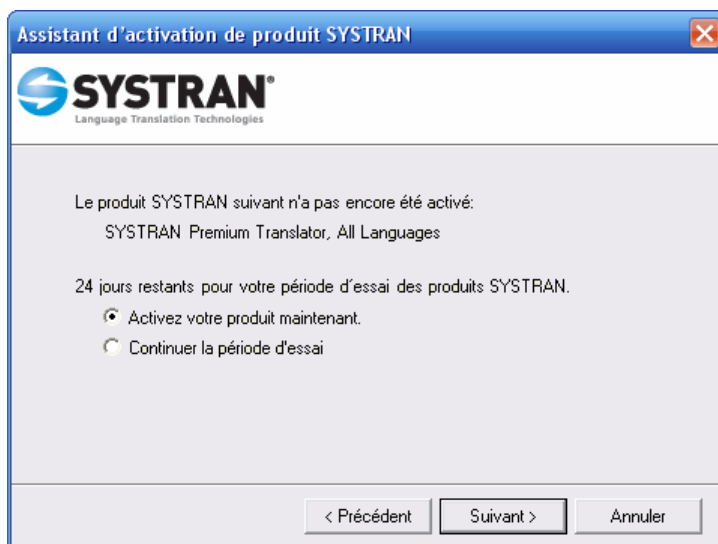 Assistant d'activation de produit SYSTRAN
SYSTRAN®
Language Translation Technologies
Le produit SYSTRAN suivant n'a pas encore été activé:
SYSTRAN Premium Translator, All Languages
24 jours restants pour votre période d´essai des produits SYSTRAN.
Activez votre produit maintenant.
Continuer la période d'essai
< Précédent
Suivant >
Annuler